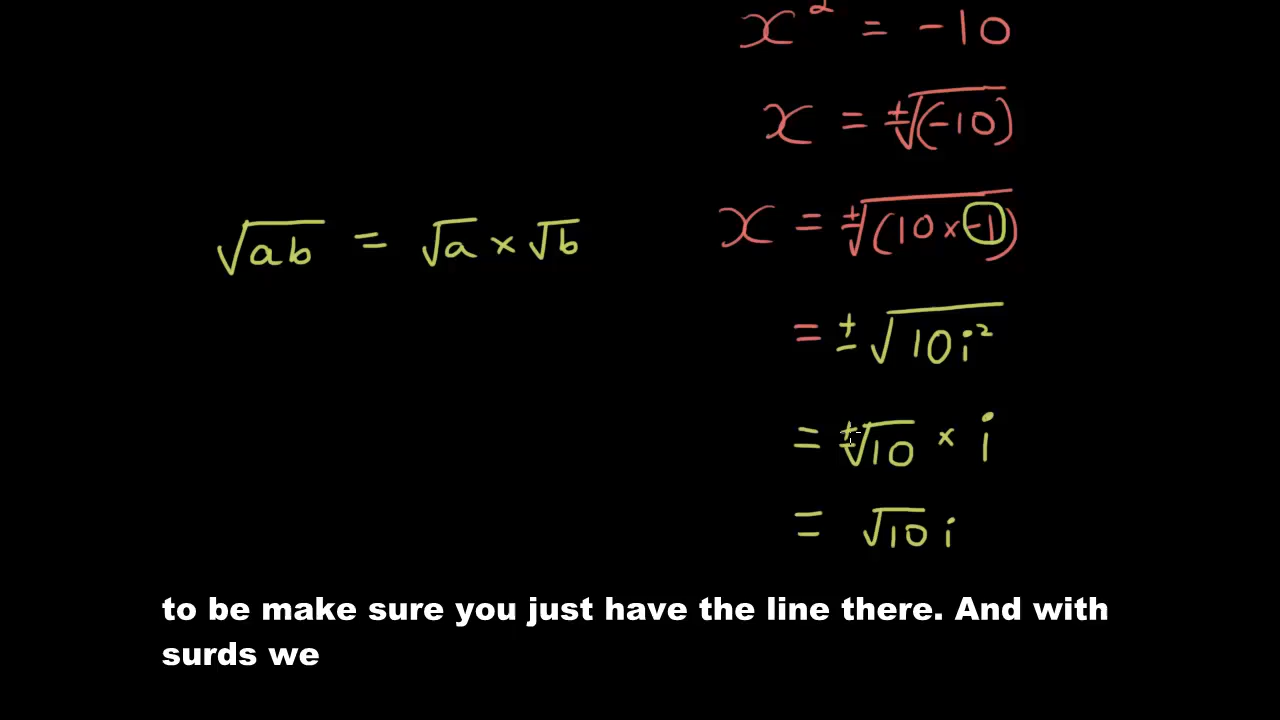 x² = -10
x = ±√(-10)
√ab = √a × √b
x = ±√(10 × -1)
= ±√10i²
= ±√10 × i
= √10 i
to be make sure you just have the line there. And with
surds we